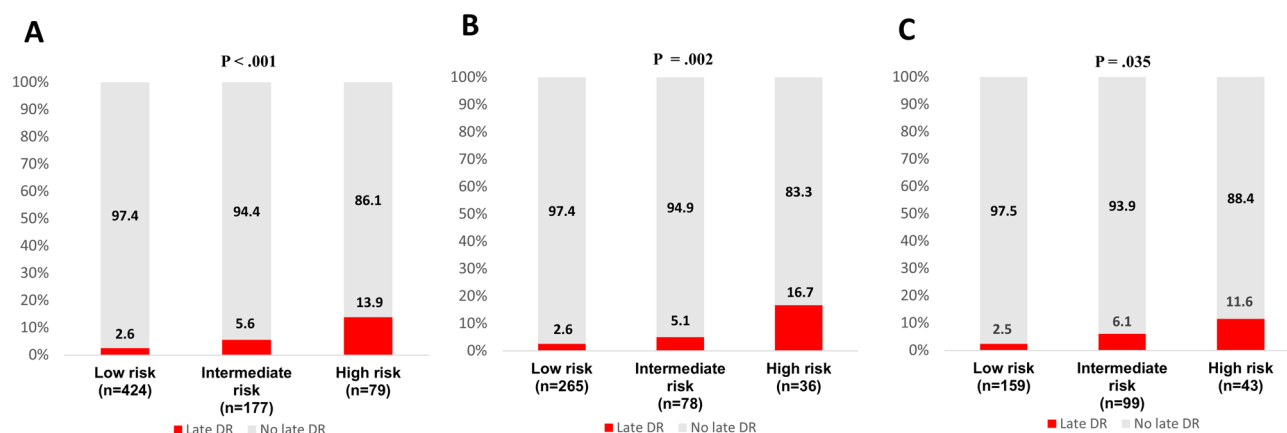 A
P < .001
100%
90%
80%
70%
60%
50%
40%
30%
20%
10%
0%
97.4
94.4
86.1
2.6
5.6
13.9
Low risk
(n=424)
Intermediate
risk
(n=177)
High risk
(n=79)
Late DR No late DR
B
P = .002
100%
90%
80%
70%
60%
50%
40%
30%
20%
10%
0%
97.4
94.9
83.3
2.6
5.1
16.7
Low risk
(n=265)
Intermediate
risk
(n=78)
High risk
(n=36)
Late DR No late DR
C
P = .035
100%
90%
80%
70%
60%
50%
40%
30%
20%
10%
0%
97.5
93.9
88.4
2.5
6.1
11.6
Low risk
(n=159)
Intermediate
risk
(n=99)
High risk
(n=43)
Late DR No late DR